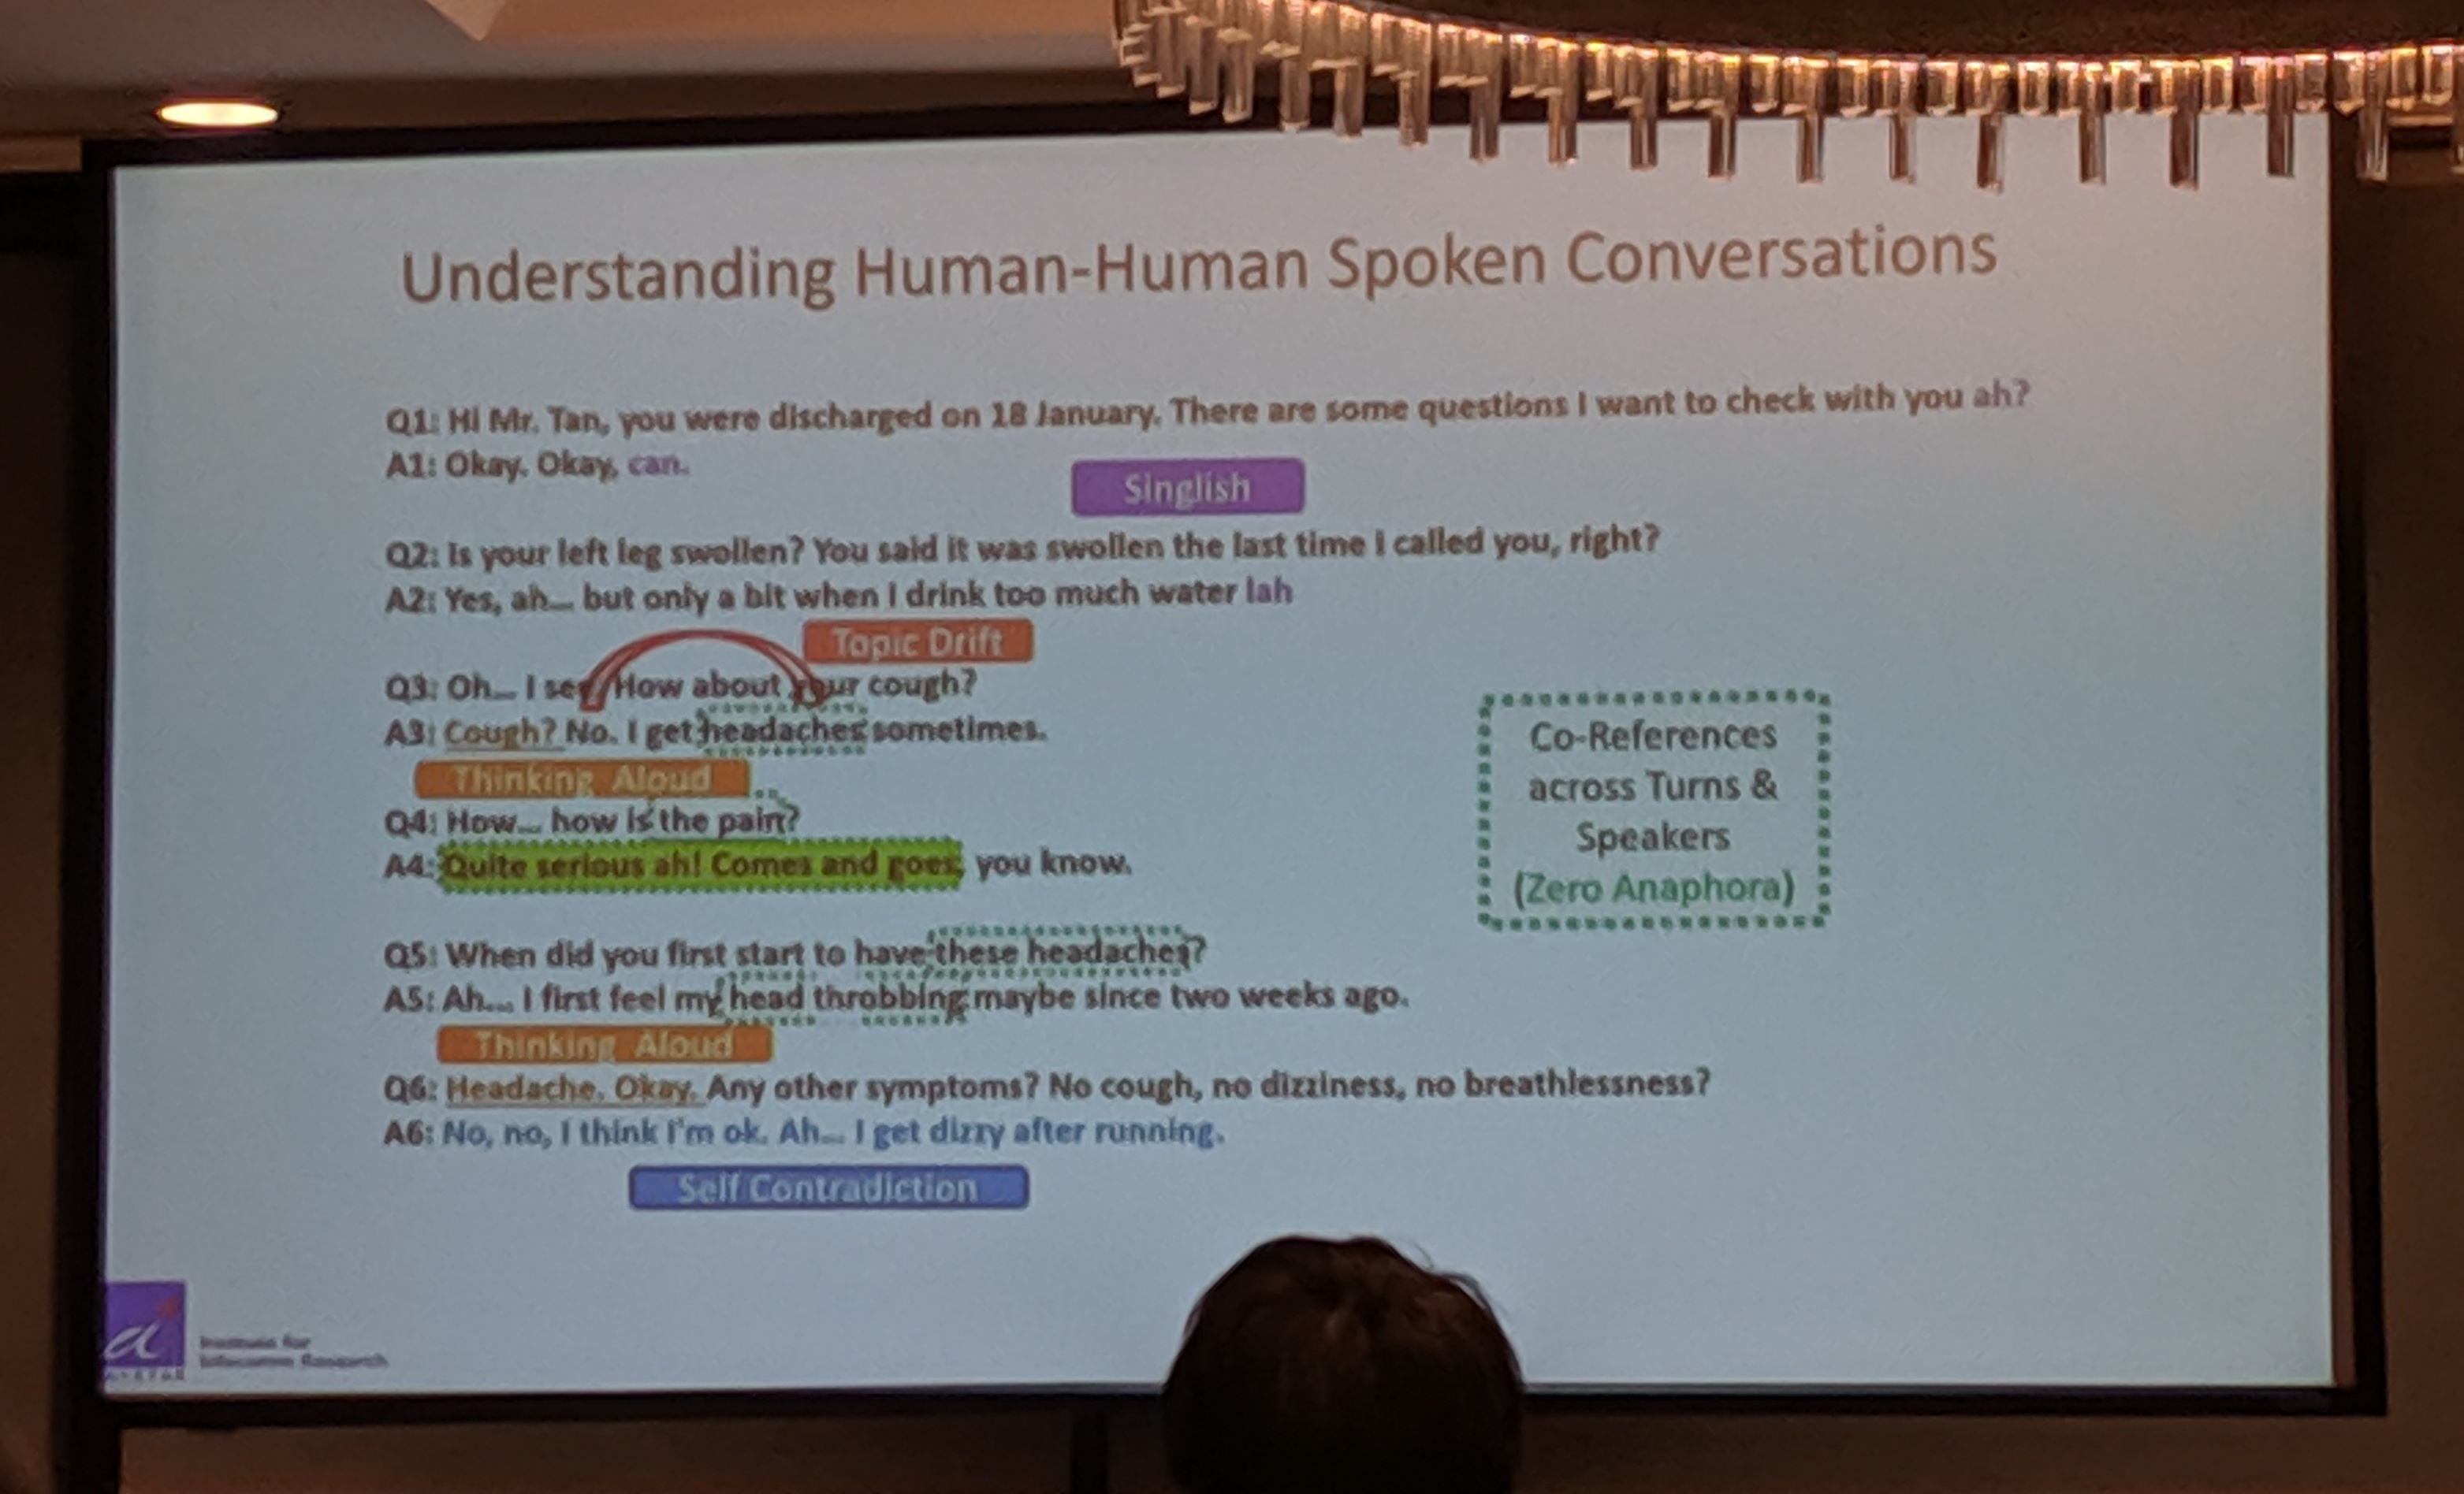 Understanding Human-Human Spoken Conversations
Q1: Hi Mr. Tan, you were discharged on 18 January. There are some questions I want to check with you ah?
A1: Okay. Okay, can.
Singlish
Q2: Is your left leg swollen? You said it was swollen the last time I called you, right?
A2: Yes, ah... but only a bit when I drink too much water lah
Topic Drift
Q3: Oh... I see. How about your cough?
A3: Cough? No. I get headaches sometimes.
Thinking Aloud
Q4: How... how is the pain?
A4: Quite serious ah! Comes and goes, you know.
Q5: When did you first start to have these headaches?
A5: Ah... I first feel my head throbbing maybe since two weeks ago.
Thinking Aloud
Q6: Headache. Okay. Any other symptoms? No cough, no dizziness, no breathlessness?
A6: No, no, I think I'm ok. Ah... I get dizzy after running.
Self Contradiction
Co-References
across Turns &
Speakers
(Zero Anaphora)
Institute for
Infocomm Research